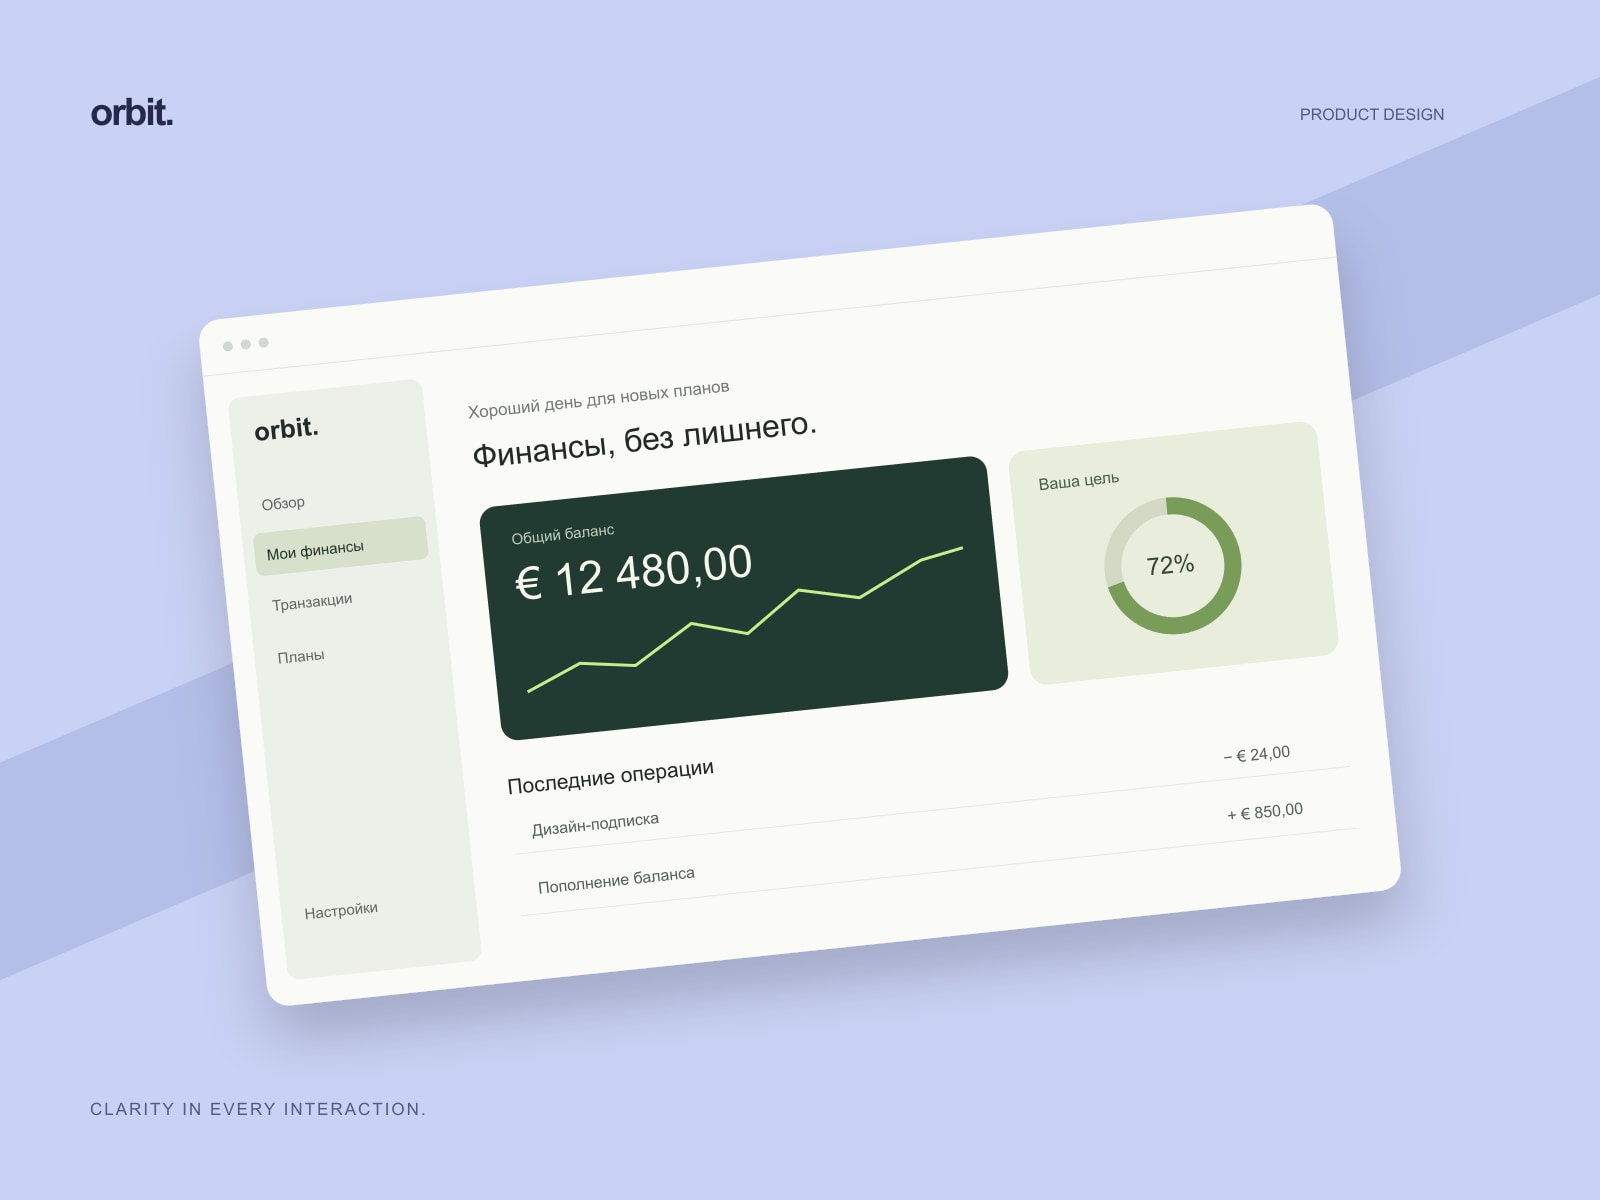 orbit.
PRODUCT DESIGN
orbit.
Обзор
Мои финансы
Транзакции
Планы
Настройки
Хороший день для новых планов
Финансы, без лишнего.
Общий баланс
€ 12 480,00
Ваша цель
72%
Последние операции
Дизайн-подписка
− € 24,00
Пополнение баланса
+ € 850,00
CLARITY IN EVERY INTERACTION.